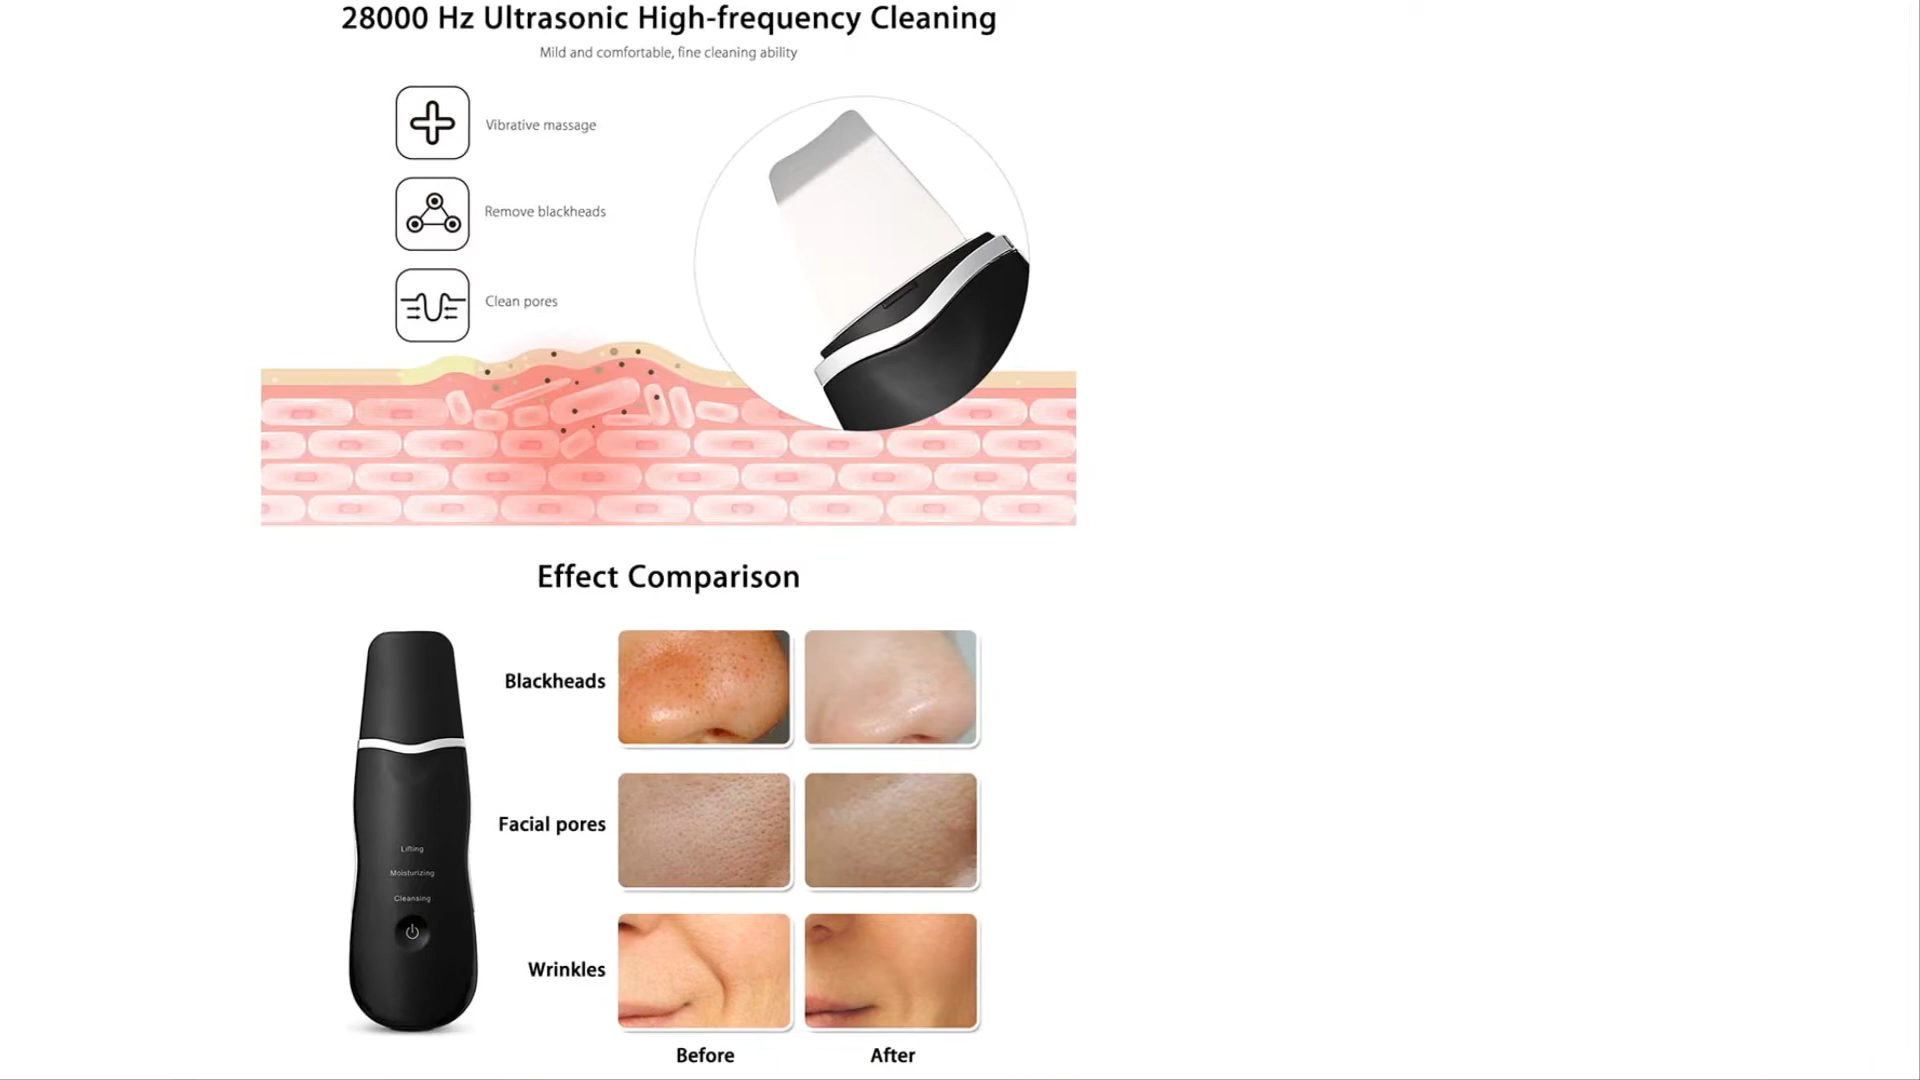 28000 Hz Ultrasonic High-frequency Cleaning
Mild and comfortable, fine cleaning ability
Vibrative massage
Remove blackheads
Clean pores
Effect Comparison
Blackheads
Facial pores
Lifting
Moisturizing
Cleansing
Wrinkles
Before
After